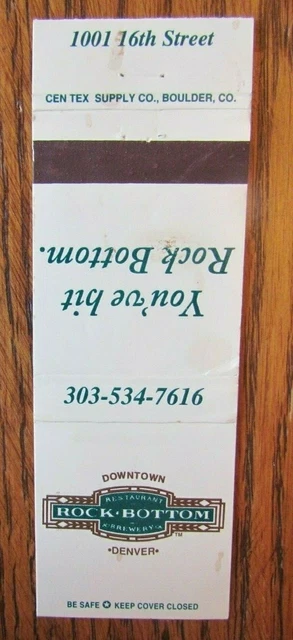 1001 16th Street
CEN TEX SUPPLY CO., BOULDER, CO.
You've hit
Rock Bottom.
303-534-7616
DOWNTOWN
RESTAURANT
ROCK·BOTTOM
BREWERY
TM
·DENVER·
BE SAFE KEEP COVER CLOSED